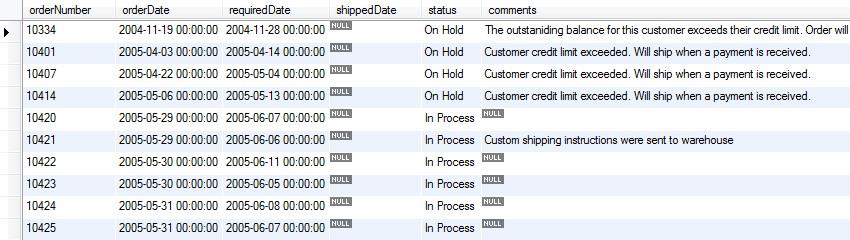 orderNumber orderDate requiredDate shippedDate status comments
10334 2004-11-19 00:00:00 2004-11-28 00:00:00 NULL On Hold The outstaniding balance for this customer exceeds their credit limit. Order will
10401 2005-04-03 00:00:00 2005-04-14 00:00:00 NULL On Hold Customer credit limit exceeded. Will ship when a payment is received.
10407 2005-04-22 00:00:00 2005-05-04 00:00:00 NULL On Hold Customer credit limit exceeded. Will ship when a payment is received.
10414 2005-05-06 00:00:00 2005-05-13 00:00:00 NULL On Hold Customer credit limit exceeded. Will ship when a payment is received.
10420 2005-05-29 00:00:00 2005-06-07 00:00:00 NULL In Process NULL
10421 2005-05-29 00:00:00 2005-06-06 00:00:00 NULL In Process Custom shipping instructions were sent to warehouse
10422 2005-05-30 00:00:00 2005-06-11 00:00:00 NULL In Process NULL
10423 2005-05-30 00:00:00 2005-06-05 00:00:00 NULL In Process NULL
10424 2005-05-31 00:00:00 2005-06-08 00:00:00 NULL In Process NULL
10425 2005-05-31 00:00:00 2005-06-07 00:00:00 NULL In Process NULL